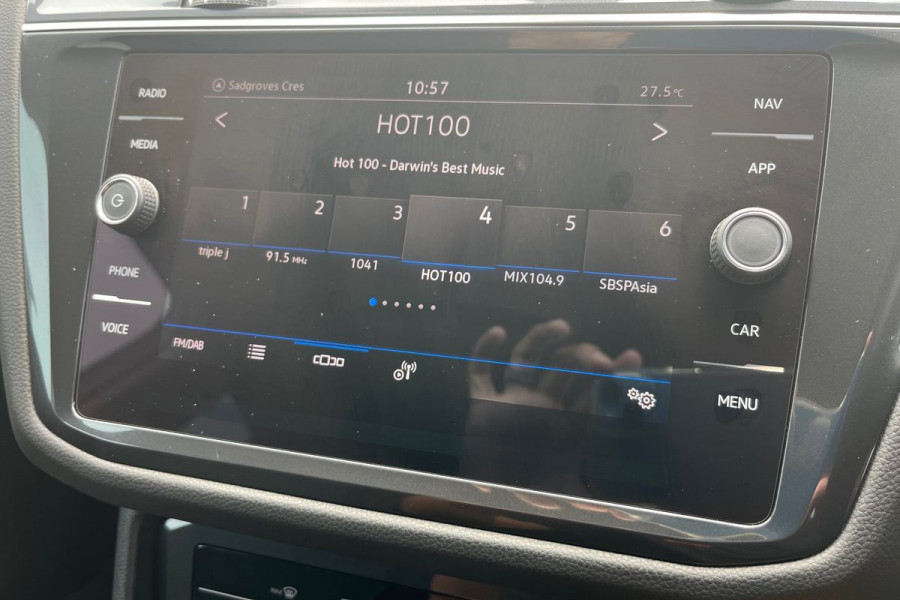 RADIO
MEDIA
PHONE
VOICE
Sadgroves Cres 10:57 27.5°C
< HOT100 >
Hot 100 - Darwin's Best Music
1 2 3 4 5 6
triple j 91.5 MHz 1041 HOT100 MIX104.9 SBSPAsia
FM/DAB
NAV
APP
CAR
MENU